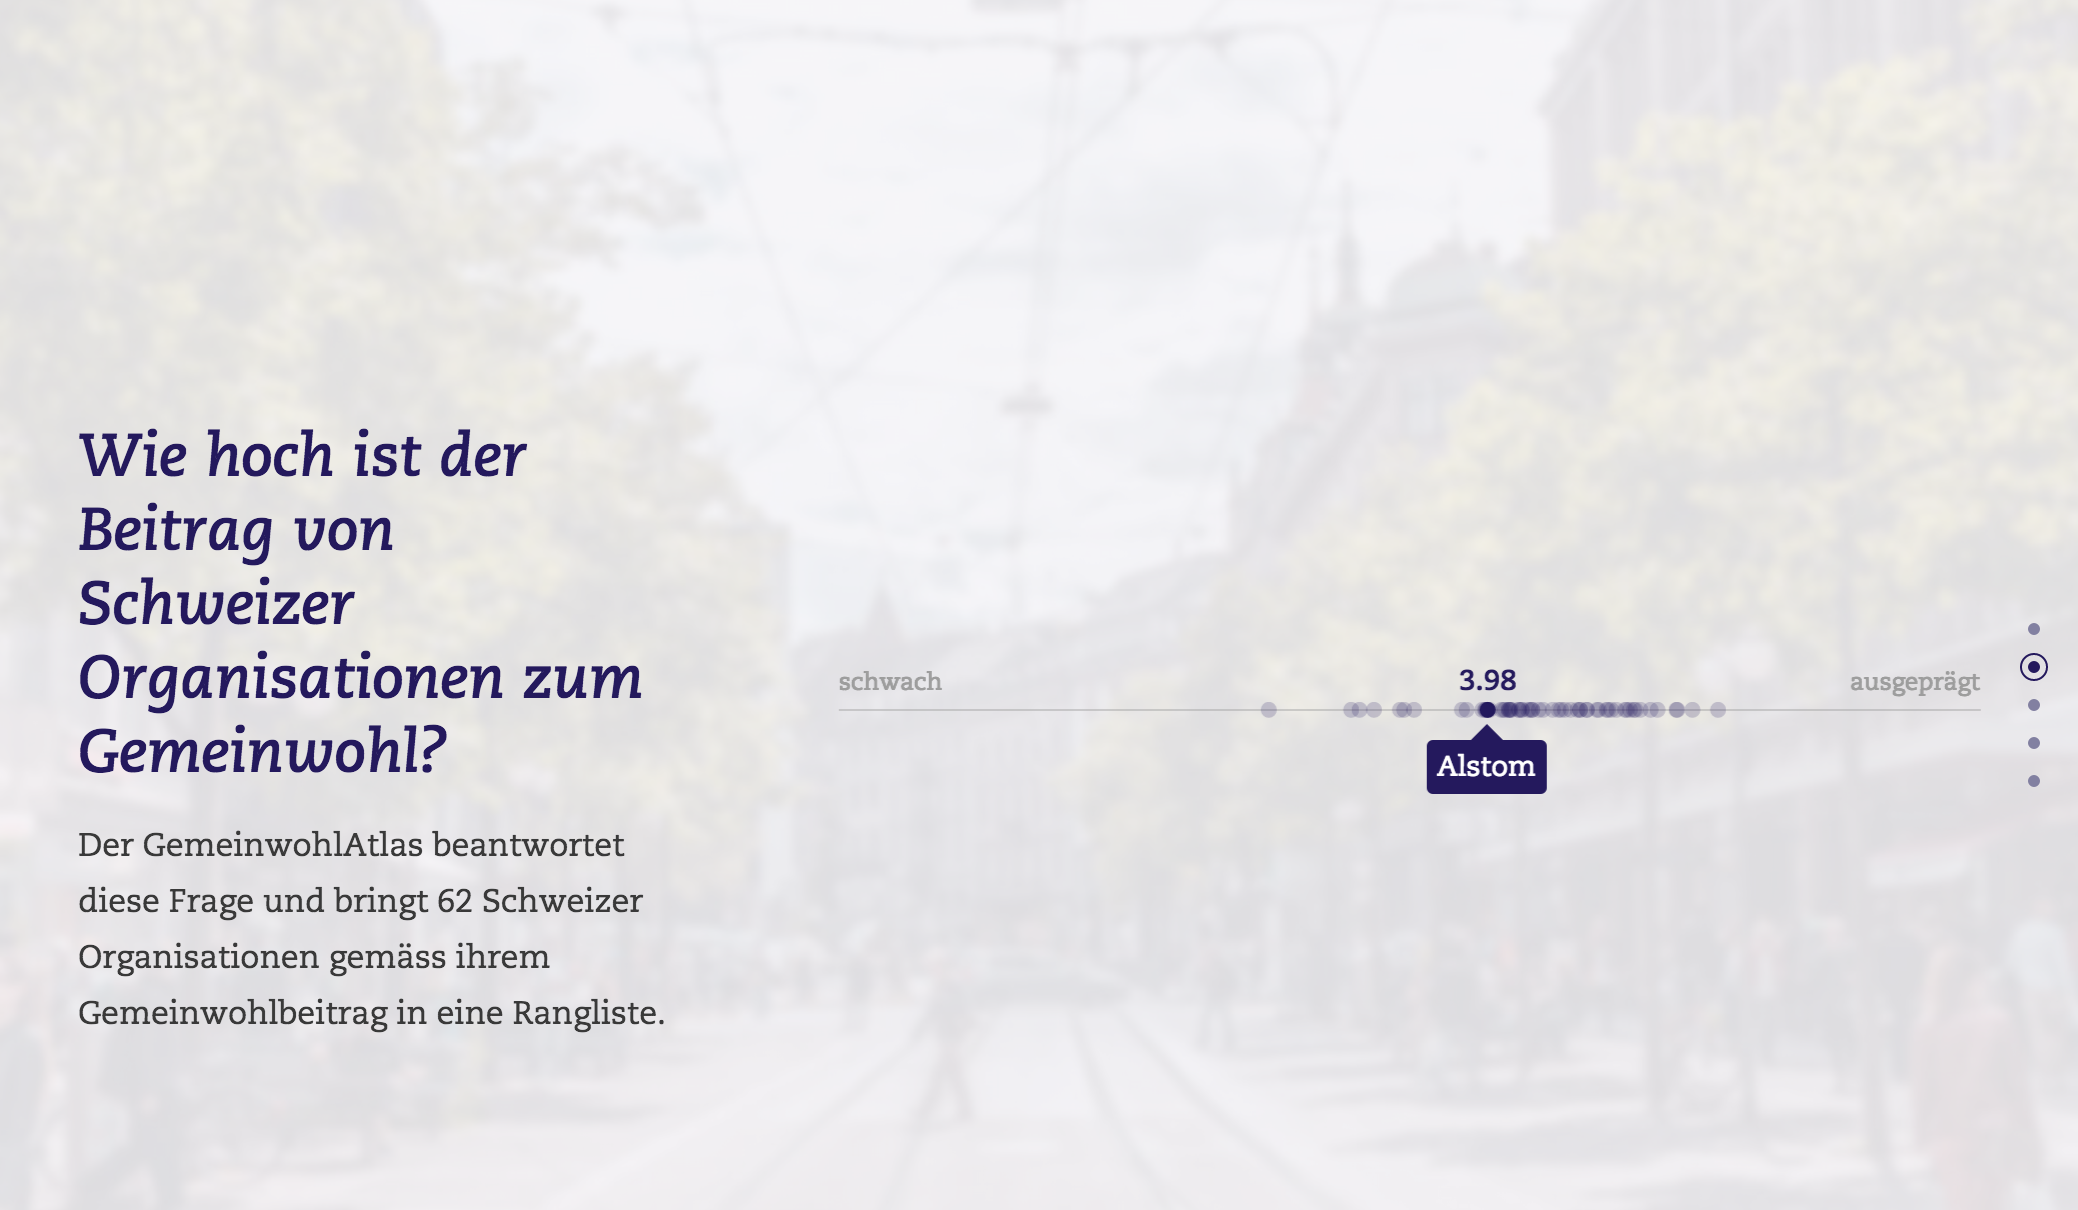 Wie hoch ist der
Beitrag von
Schweizer
Organisationen zum
Gemeinwohl?
Der GemeinwohlAtlas beantwortet
diese Frage und bringt 62 Schweizer
Organisationen gemäss ihrem
Gemeinwohlbeitrag in eine Rangliste.
schwach
3.98
ausgeprägt
Alstom